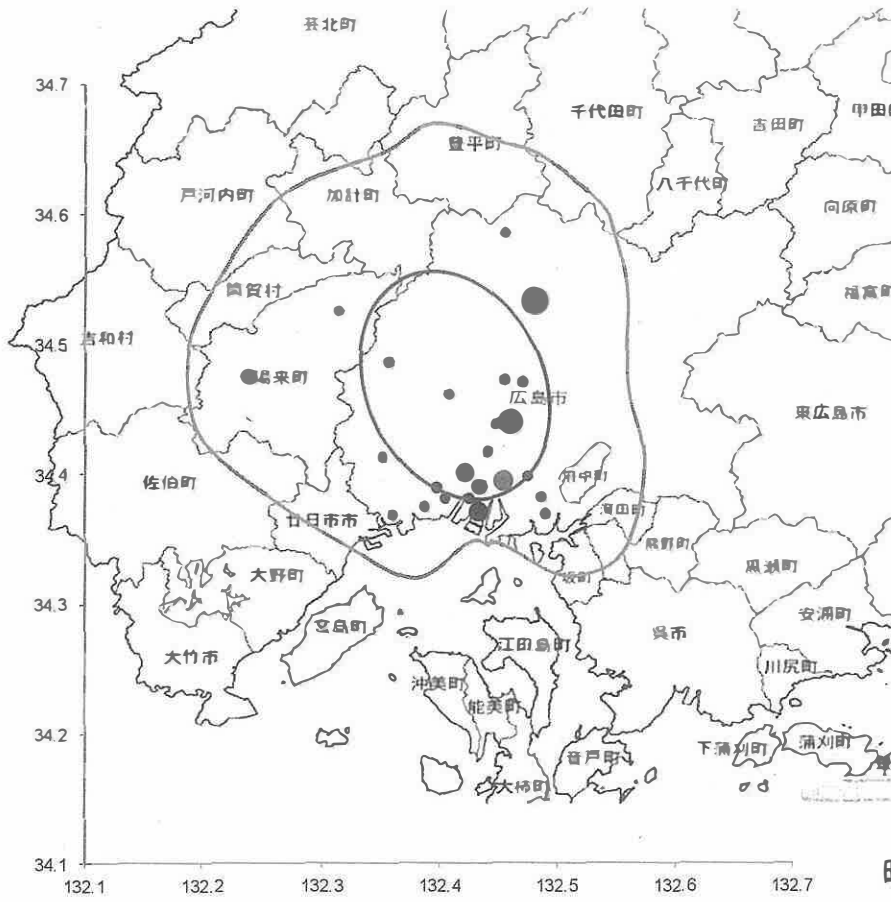 芸北町
34.7
千代田町
吉田町
甲田
豊平町
八千代町
戸河内町
加計町
向原町
34.6
筒賀村
福富町
吉和村
34.5
湯来町
広島市
東広島市
34.4
佐伯町
府中町
廿日市市
海田町
熊野町
黒瀬町
大野町
坂町
34.3
宮島町
安浦町
江田島町
呉市
大竹市
川尻町
沖美町
能美町
34.2
音戸町
下蒲刈町
蒲刈町
大柿町
34.1
132.1
132.2
132.3
132.4
132.5
132.6
132.7